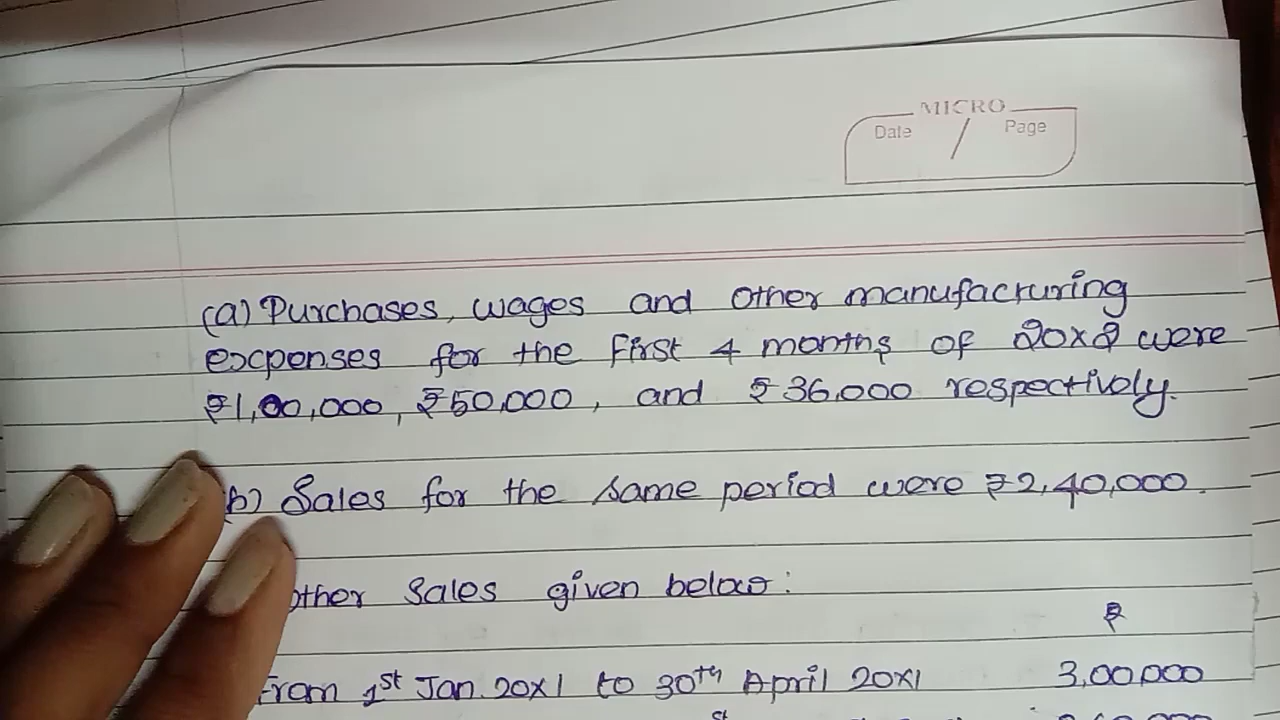 MICRO
Date / Page
(a) Purchases, wages and other manufacturing
expenses for the first 4 months of 20x2 were
₹1,00,000, ₹50,000, and ₹36,000 respectively.
b) Sales for the same period were ₹2,40,000.
other sales given below:
₹
From 1st Jan. 20x1 to 30th April 20x1 3,00,000